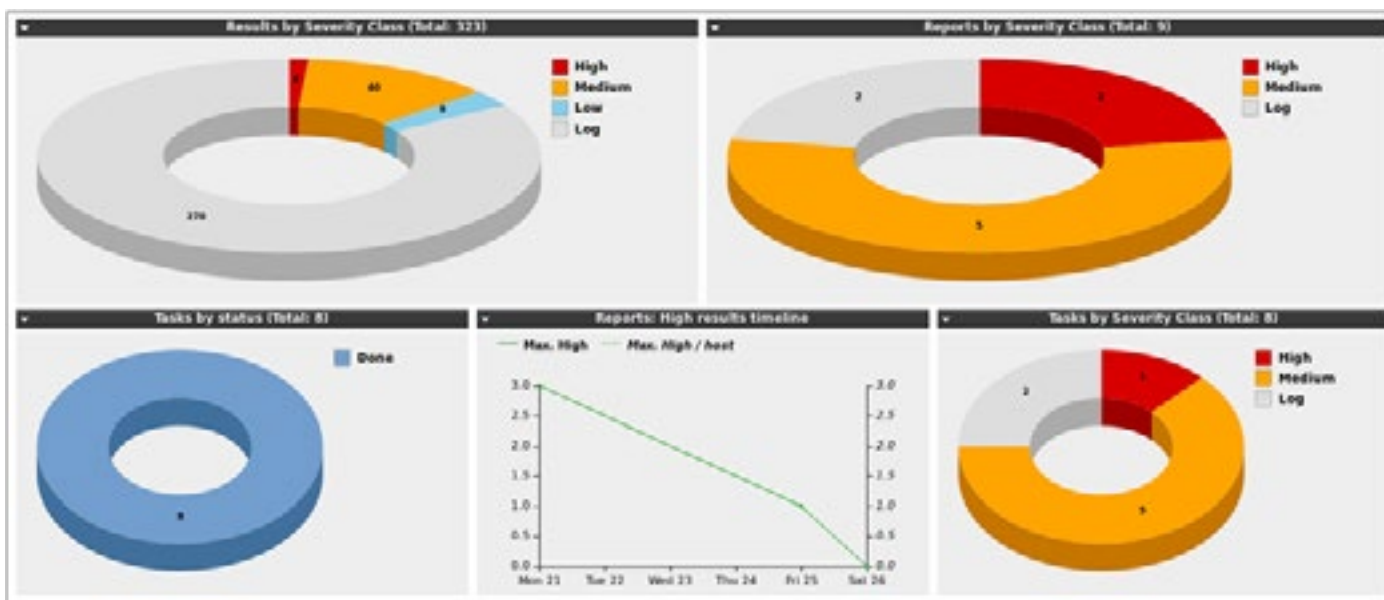 Results by Severity Class (Total: 323)
High
Medium
Low
Log
40
270
Reports by Severity Class (Total: 9)
High
Medium
Log
2
2
5
Tasks by status (Total: 8)
Done
8
Reports: High results timeline
Max. High
Max. High / host
3.0
2.5
2.0
1.5
1.0
0.5
0.0
3.0
2.5
2.0
1.5
1.0
0.5
0.0
Mon 21 Tue 22 Wed 23 Thu 24 Fri 25 Sat 26
Tasks by Severity Class (Total: 8)
High
Medium
Log
1
2
5